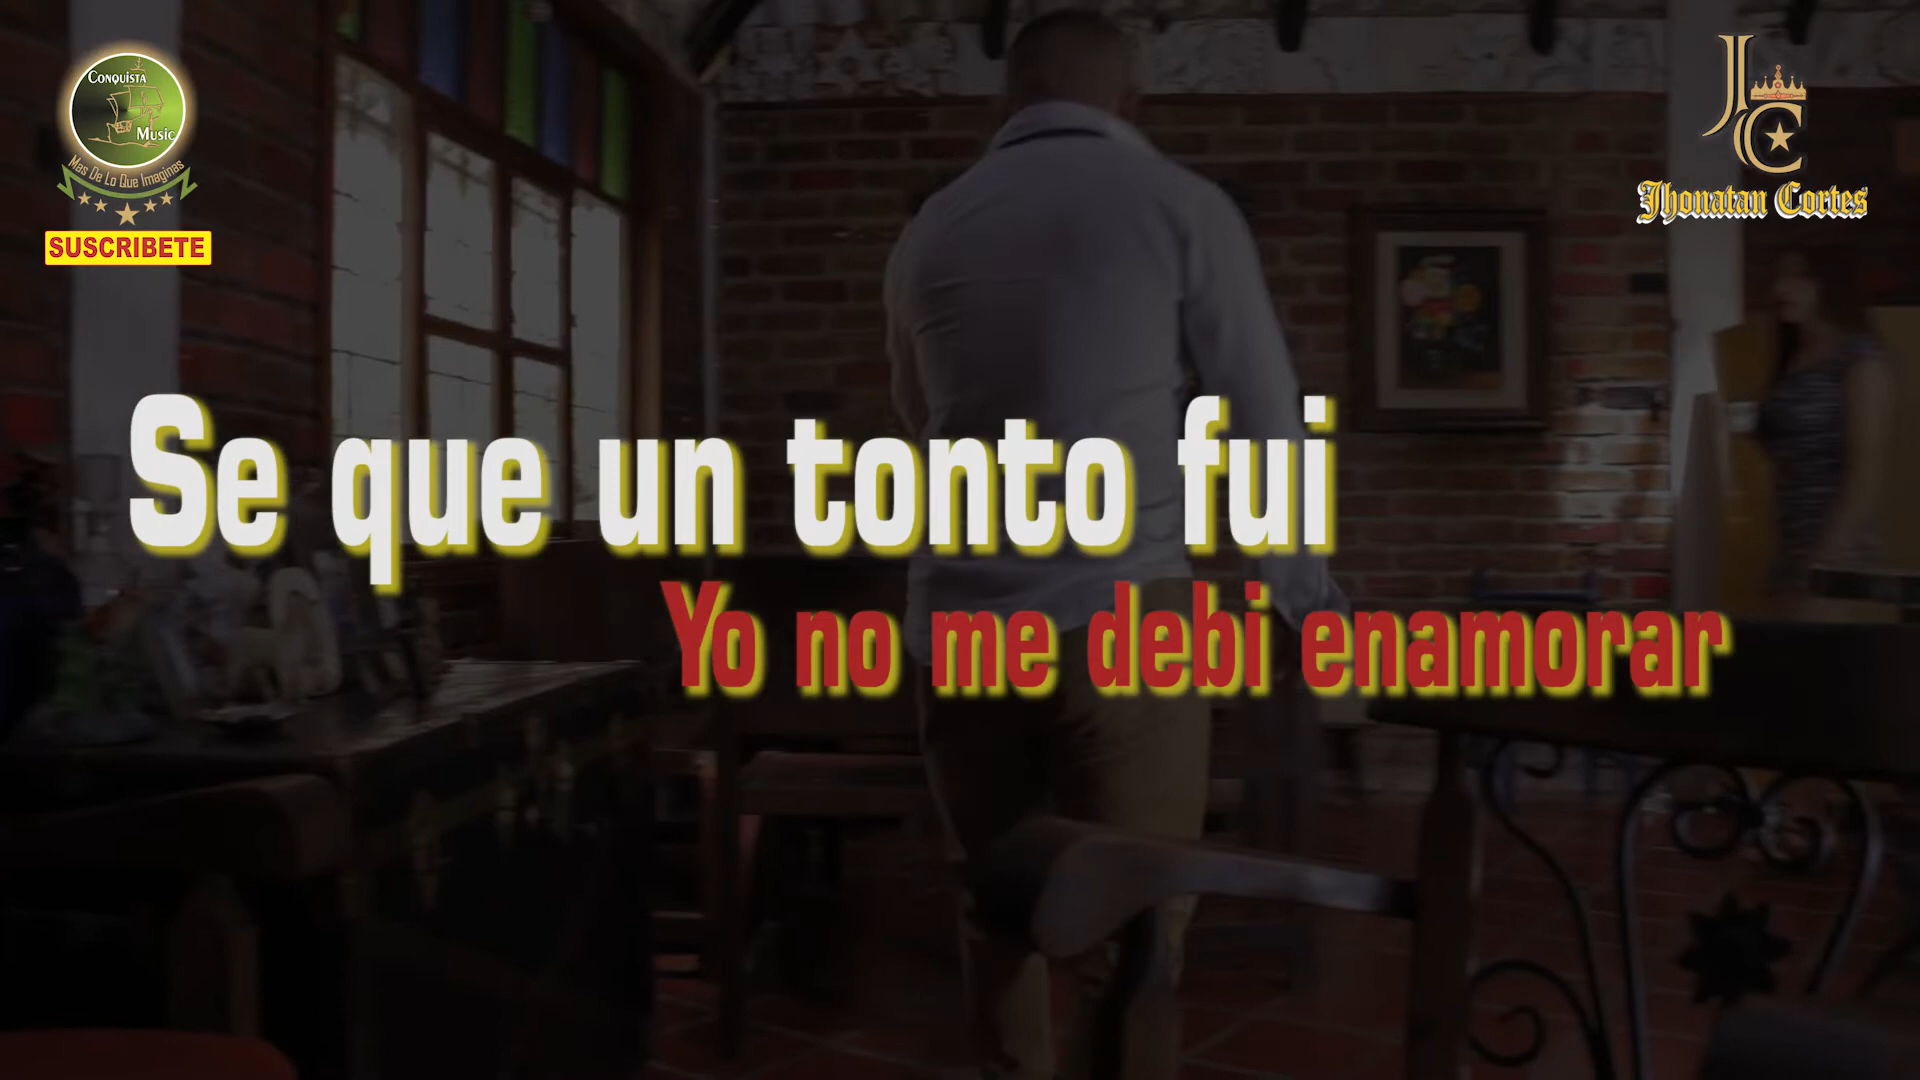 Conquista
Music
Mas De Lo Que Imaginas
SUSCRIBETE
JC
Jhonatan Cortes
Se que un tonto fui
Yo no me debi enamorar